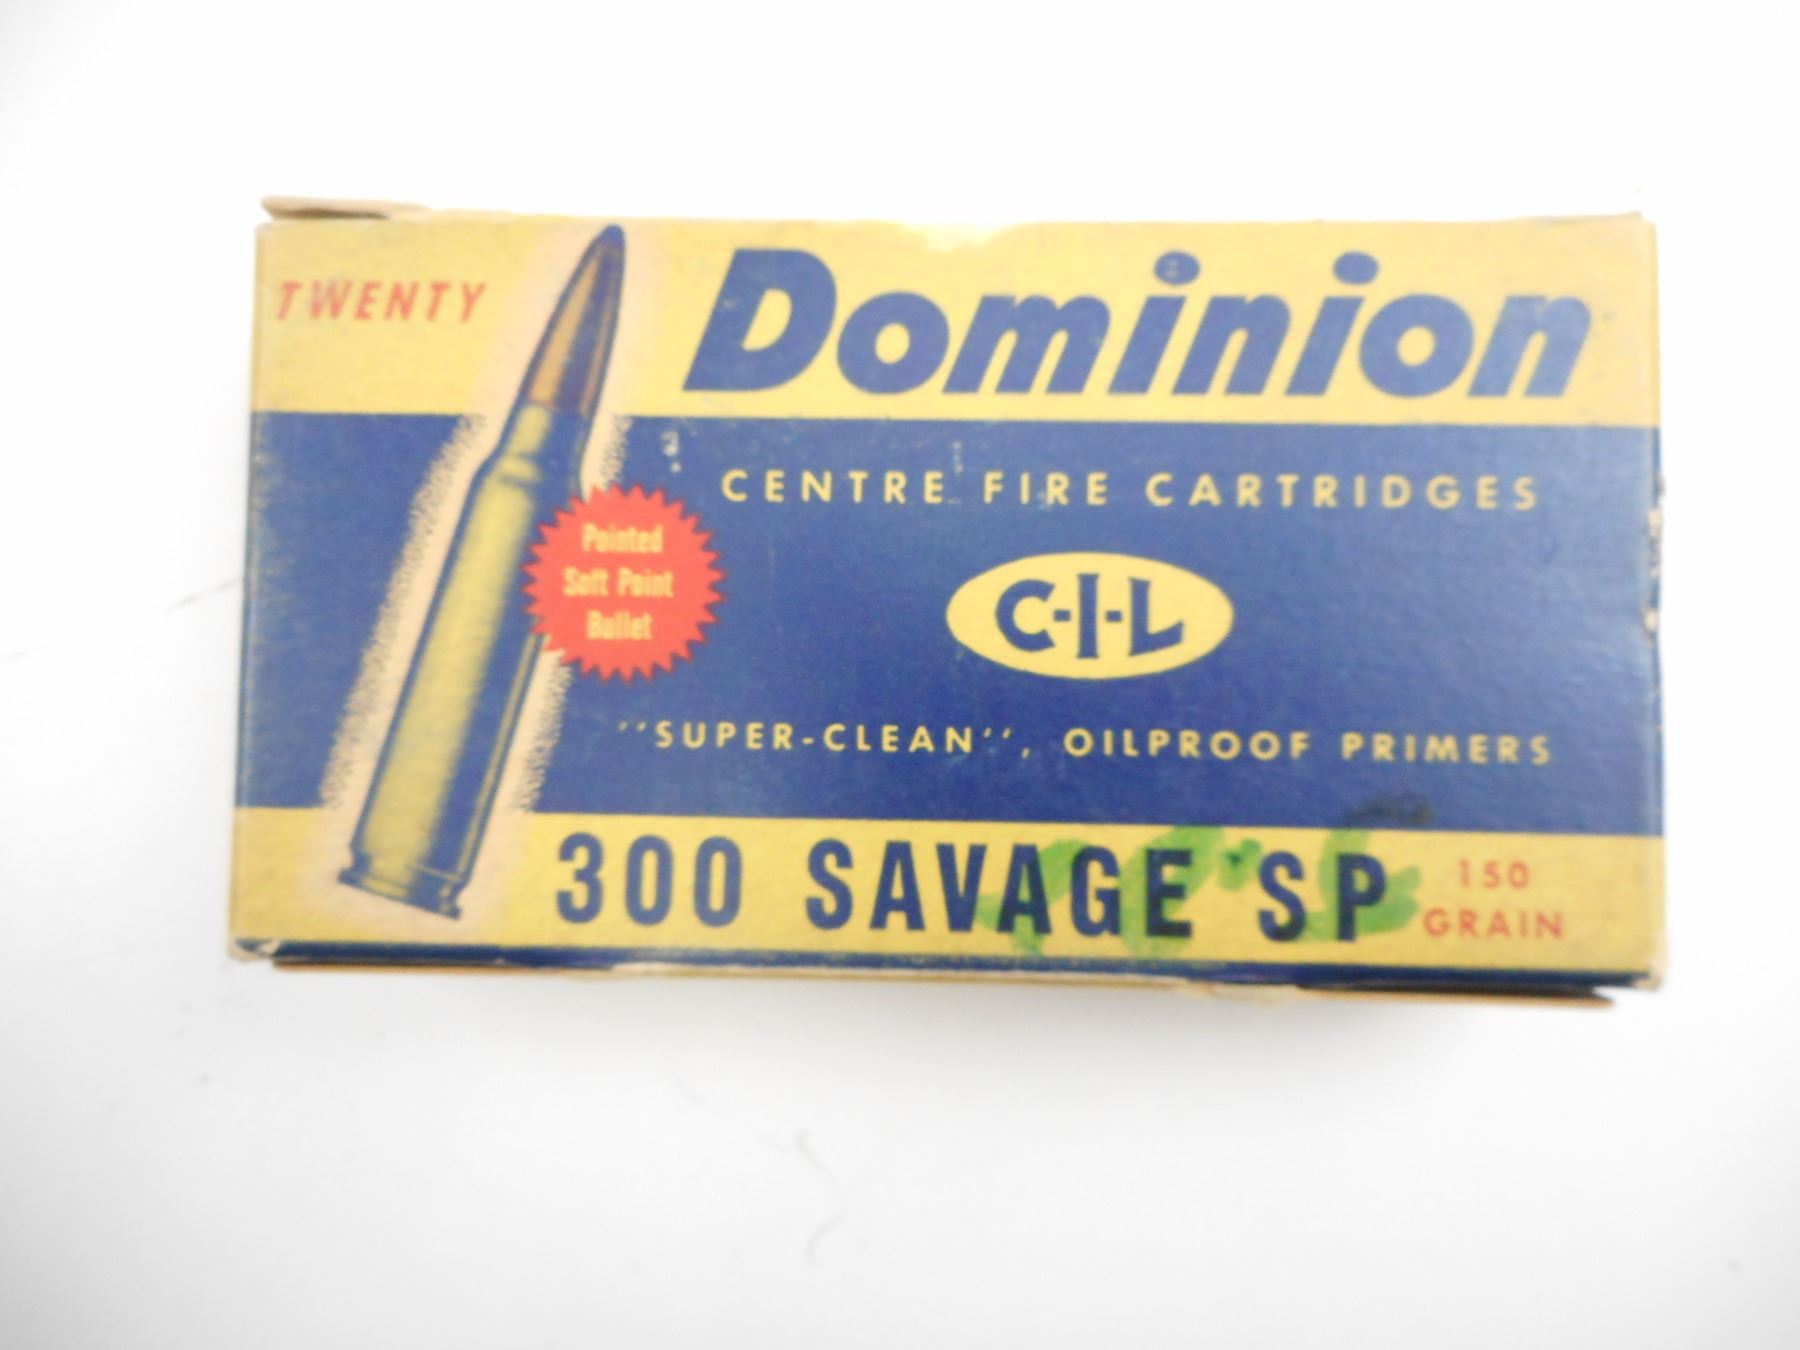 TWENTY
Dominion
CENTRE FIRE CARTRIDGES
Pointed
Soft Point
Bullet
C-I-L
"SUPER-CLEAN", OILPROOF PRIMERS
300 SAVAGE SP
150
GRAIN